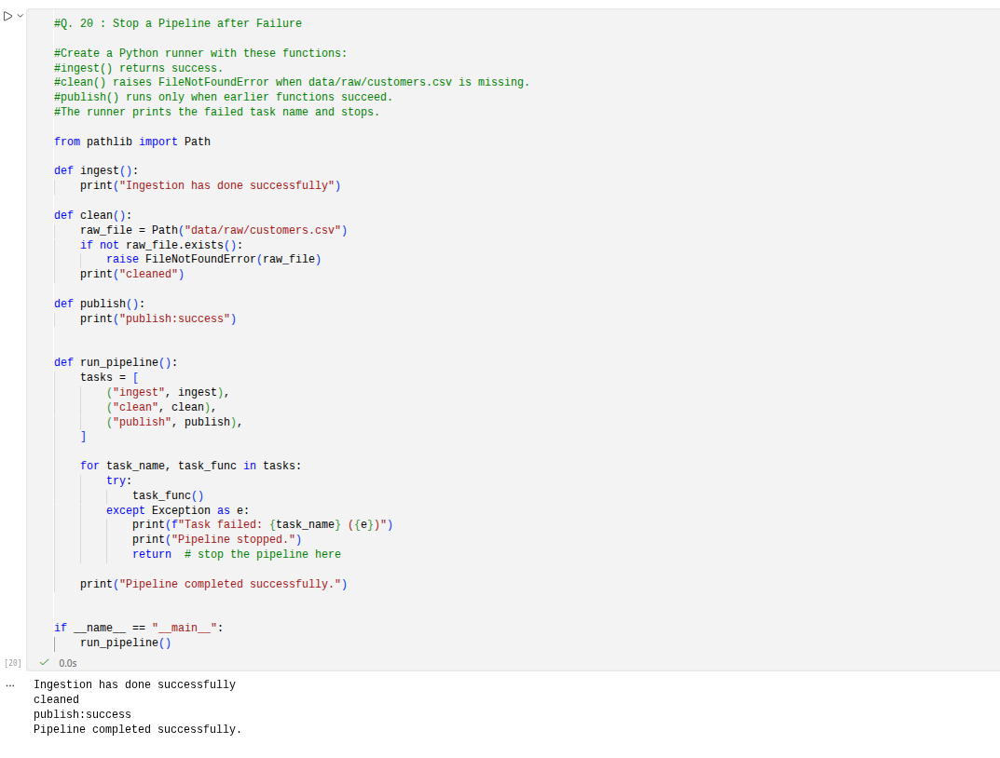 #Q. 20 : Stop a Pipeline after Failure
#Create a Python runner with these functions:
#ingest() returns success.
#clean() raises FileNotFoundError when data/raw/customers.csv is missing.
#publish() runs only when earlier functions succeed.
#The runner prints the failed task name and stops.
from pathlib import Path
def ingest():
    print("Ingestion has done successfully")
def clean():
    raw_file = Path("data/raw/customers.csv")
    if not raw_file.exists():
        raise FileNotFoundError(raw_file)
    print("cleaned")
def publish():
    print("publish:success")
def run_pipeline():
    tasks = [
        ("ingest", ingest),
        ("clean", clean),
        ("publish", publish),
    ]
    for task_name, task_func in tasks:
        try:
            task_func()
        except Exception as e:
            print(f"Task failed: {task_name} ({e})")
            print("Pipeline stopped.")
            return  # stop the pipeline here
    print("Pipeline completed successfully.")
if __name__ == "__main__":
    run_pipeline()
[20] 0.0s
... Ingestion has done successfully
cleaned
publish:success
Pipeline completed successfully.